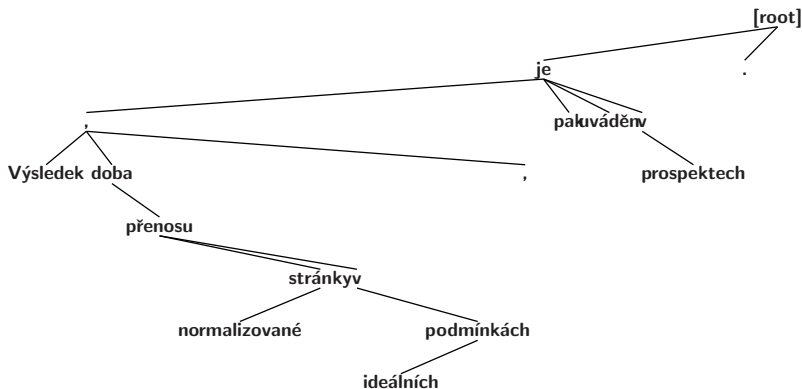 [root]
je .
, pak uváděn v
Výsledek doba , prospektech
přenosu
stránky v
normalizované podmínkách
ideálních